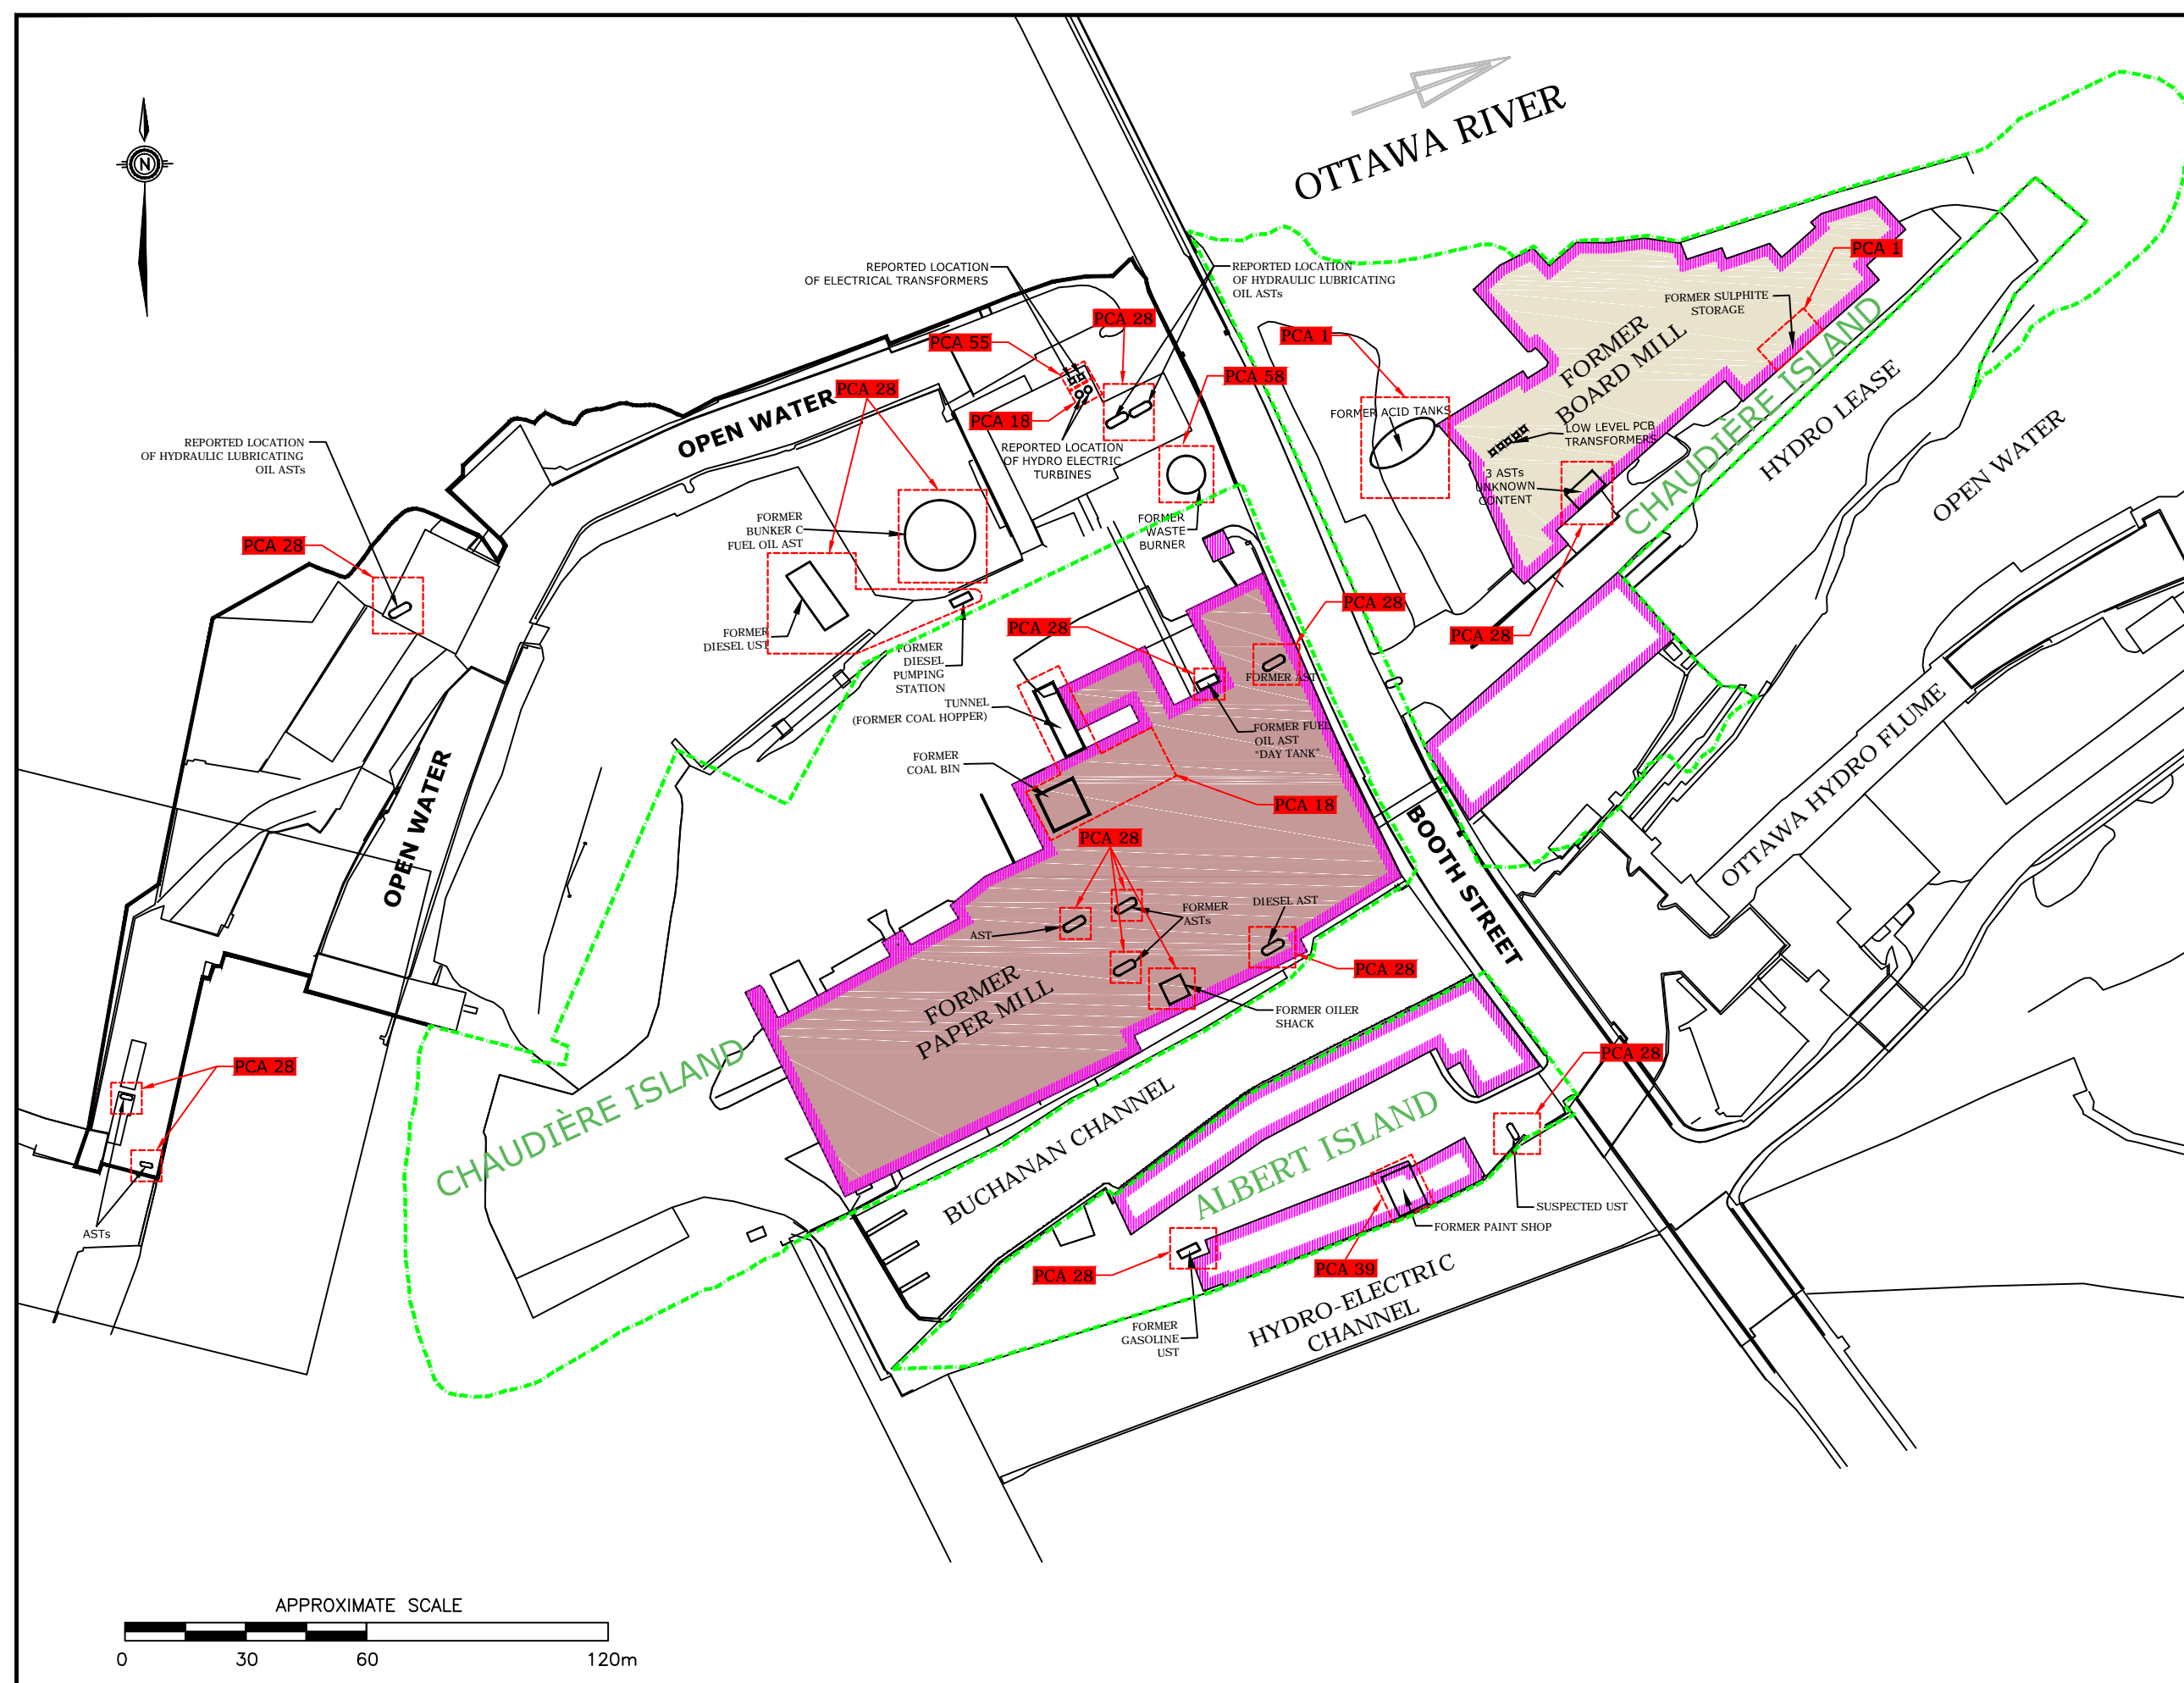 N
OTTAWA RIVER
REPORTED LOCATION
OF ELECTRICAL TRANSFORMERS
REPORTED LOCATION
OF HYDRAULIC LUBRICATING
OIL ASTs
PCA 1
FORMER SULPHITE
STORAGE
PCA 28
PCA 55
PCA 1
FORMER
BOARD MILL
CHAUDIÈRE ISLAND
HYDRO LEASE
OPEN WATER
PCA 28
PCA 58
OPEN WATER
PCA 18
FORMER ACID TANKS
LOW LEVEL PCB
TRANSFORMERS
REPORTED LOCATION
OF HYDRAULIC LUBRICATING
OIL ASTs
REPORTED LOCATION
OF HYDRO ELECTRIC
TURBINES
3 ASTs
UNKNOWN
CONTENT
PCA 28
FORMER
BUNKER C
FUEL OIL AST
FORMER
WASTE
BURNER
PCA 28
PCA 28
PCA 28
FORMER
DIESEL UST
FORMER
DIESEL
PUMPING
STATION
FORMER AST
TUNNEL
(FORMER COAL HOPPER)
FORMER FUEL
OIL AST
"DAY TANK"
OTTAWA HYDRO FLUME
FORMER
COAL BIN
PCA 18
OPEN WATER
PCA 28
BOOTH STREET
FORMER
ASTs
DIESEL AST
AST
PCA 28
FORMER
PAPER MILL
FORMER OILER
SHACK
CHAUDIÈRE ISLAND
PCA 28
PCA 28
BUCHANAN CHANNEL
ALBERT ISLAND
SUSPECTED UST
FORMER PAINT SHOP
ASTs
PCA 28
PCA 39
HYDRO-ELECTRIC
CHANNEL
FORMER
GASOLINE
UST
APPROXIMATE SCALE
0 30 60 120m